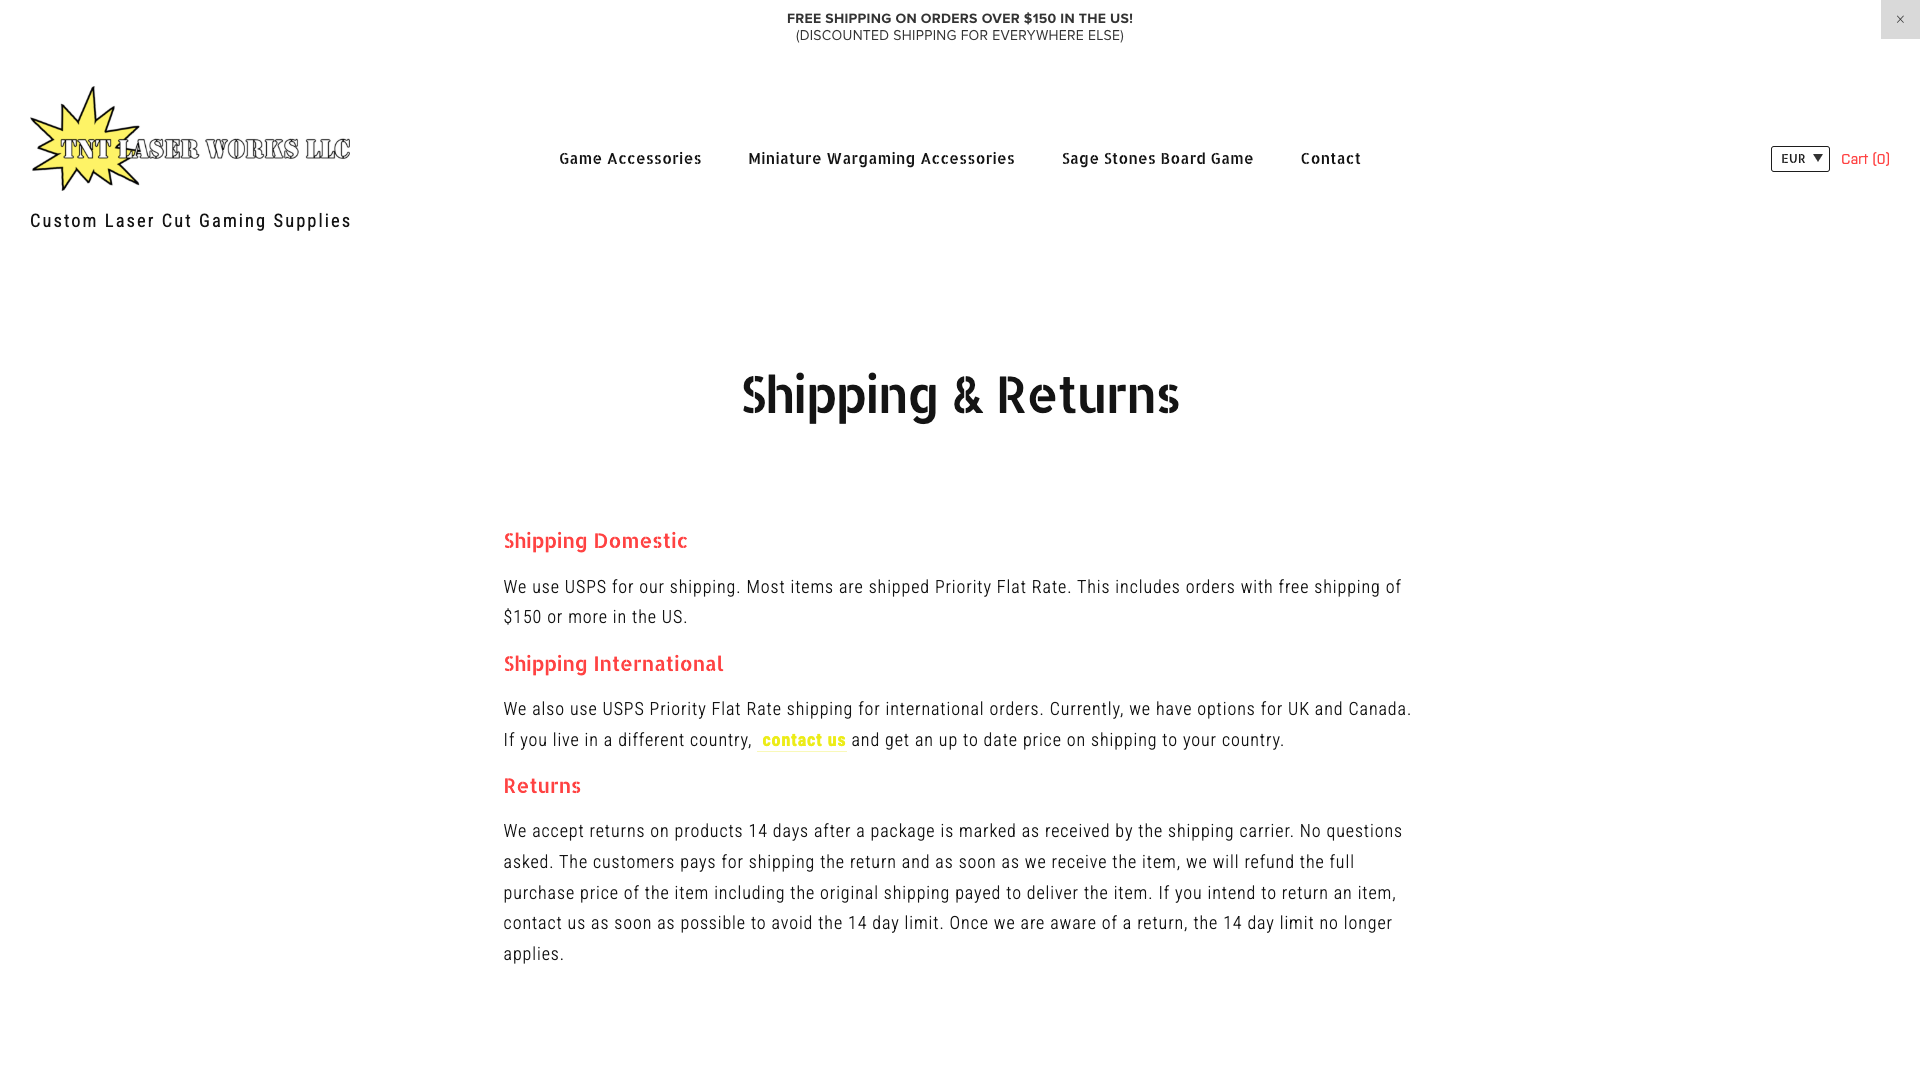 FREE SHIPPING ON ORDERS OVER $150 IN THE US!
(DISCOUNTED SHIPPING FOR EVERYWHERE ELSE)
×
TNT LASER WORKS LLC
Custom Laser Cut Gaming Supplies
Game Accessories
Miniature Wargaming Accessories
Sage Stones Board Game
Contact
EUR
Cart (0)
Shipping & Returns
Shipping Domestic
We use USPS for our shipping. Most items are shipped Priority Flat Rate. This includes orders with free shipping of
$150 or more in the US.
Shipping International
We also use USPS Priority Flat Rate shipping for international orders. Currently, we have options for UK and Canada.
If you live in a different country, contact us and get an up to date price on shipping to your country.
Returns
We accept returns on products 14 days after a package is marked as received by the shipping carrier. No questions
asked. The customers pays for shipping the return and as soon as we receive the item, we will refund the full
purchase price of the item including the original shipping payed to deliver the item. If you intend to return an item,
contact us as soon as possible to avoid the 14 day limit. Once we are aware of a return, the 14 day limit no longer
applies.